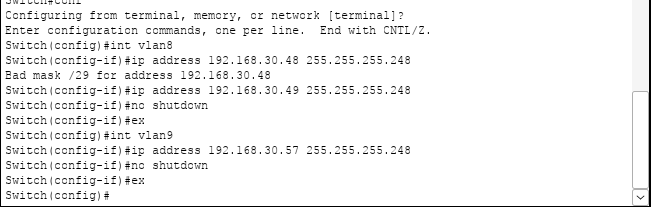 Configuring from terminal, memory, or network [terminal]?
Enter configuration commands, one per line.  End with CNTL/Z.
Switch(config)#int vlan8
Switch(config-if)#ip address 192.168.30.48 255.255.255.248
Bad mask /29 for address 192.168.30.48
Switch(config-if)#ip address 192.168.30.49 255.255.255.248
Switch(config-if)#no shutdown
Switch(config-if)#ex
Switch(config)#int vlan9
Switch(config-if)#ip address 192.168.30.57 255.255.255.248
Switch(config-if)#no shutdown
Switch(config-if)#ex
Switch(config)#